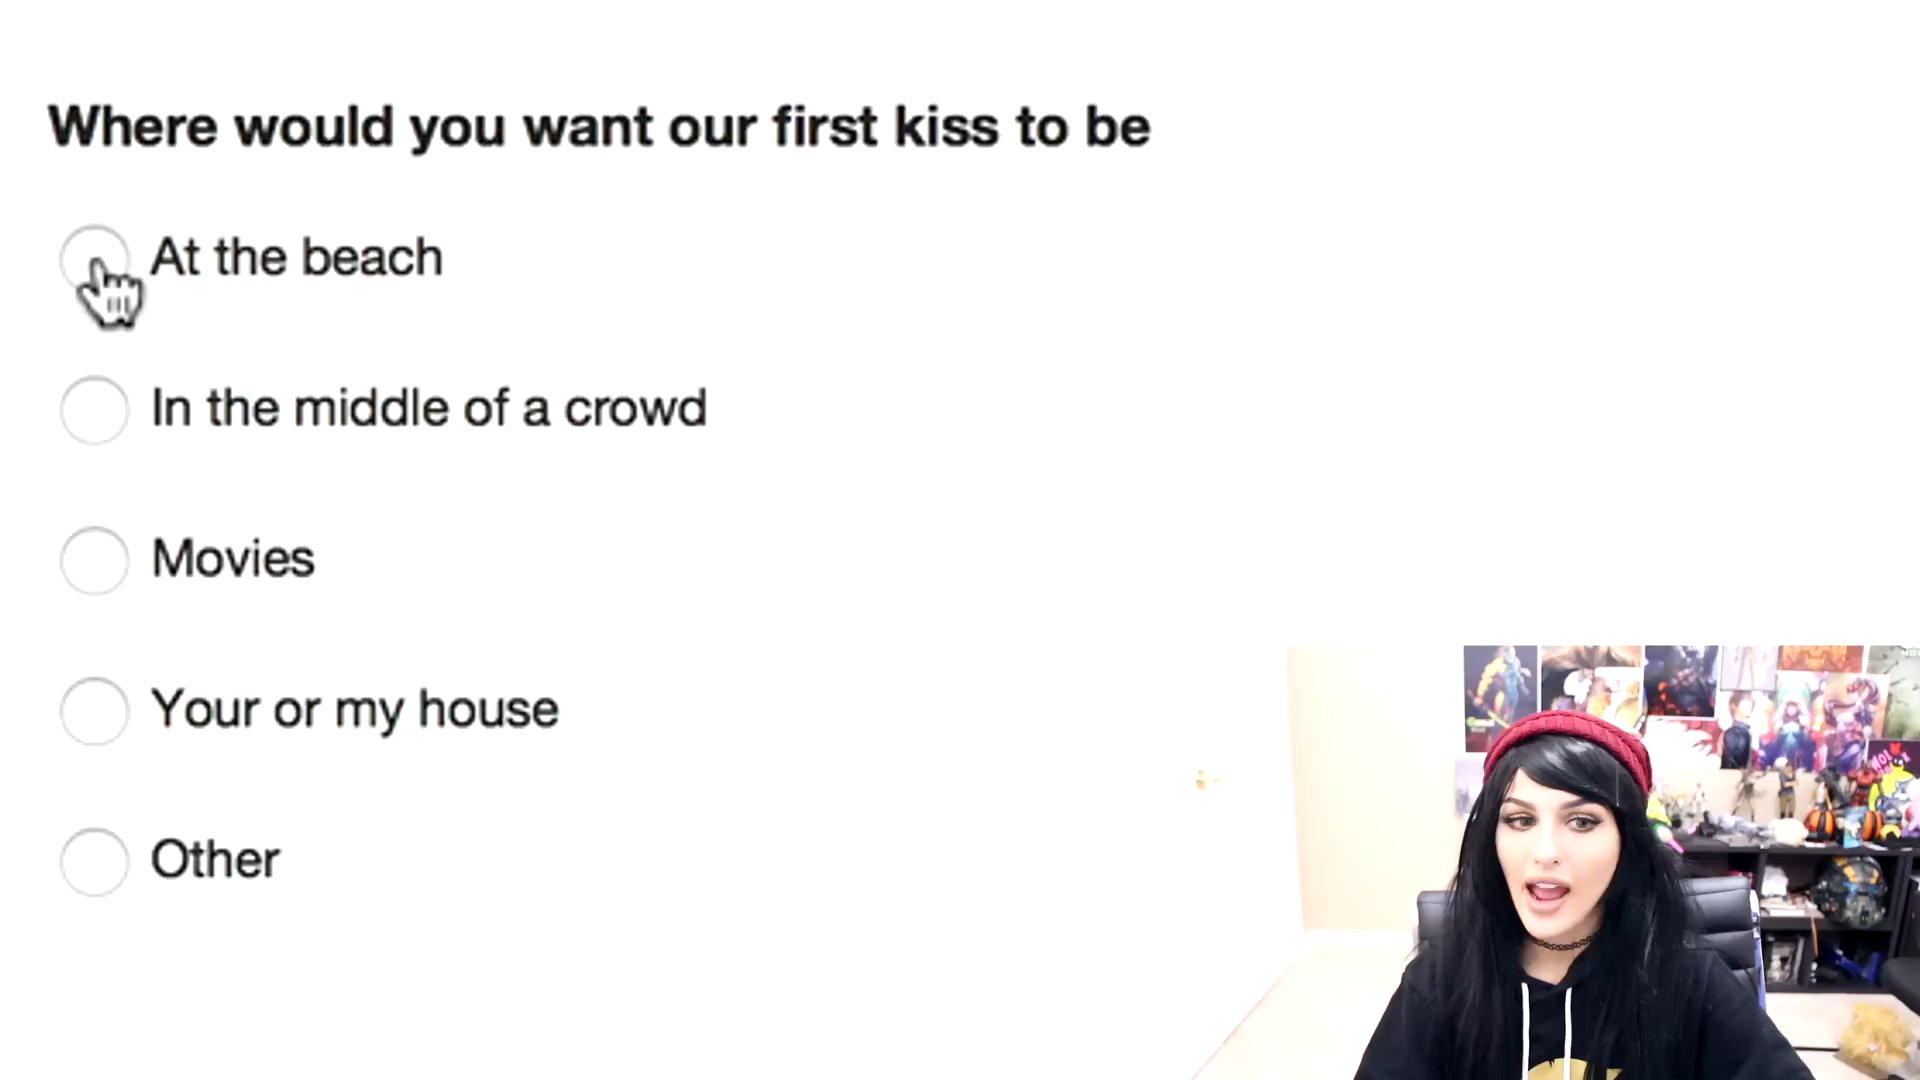 Where would you want our first kiss to be
At the beach
In the middle of a crowd
Movies
Your or my house
Other